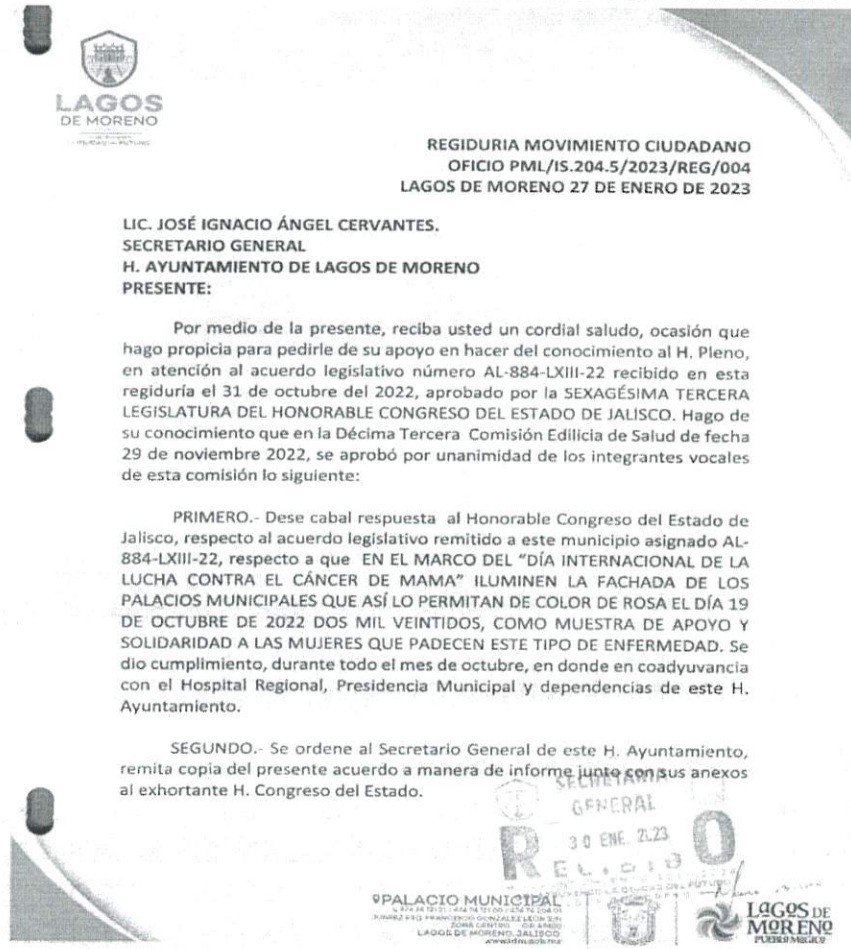 LAGOS
DE MORENO
REGIDURIA MOVIMIENTO CIUDADANO
OFICIO PML/IS.204.5/2023/REG/004
LAGOS DE MORENO 27 DE ENERO DE 2023
LIC. JOSÉ IGNACIO ÁNGEL CERVANTES.
SECRETARIO GENERAL
H. AYUNTAMIENTO DE LAGOS DE MORENO
PRESENTE:
Por medio de la presente, reciba usted un cordial saludo, ocasión que
hago propicia para pedirle de su apoyo en hacer del conocimiento al H. Pleno,
en atención al acuerdo legislativo número AL-884-LXIII-22 recibido en esta
regiduría el 31 de octubre del 2022, aprobado por la SEXAGÉSIMA TERCERA
LEGISLATURA DEL HONORABLE CONGRESO DEL ESTADO DE JALISCO. Hago de
su conocimiento que en la Décima Tercera Comisión Edilicia de Salud de fecha
29 de noviembre 2022, se aprobó por unanimidad de los integrantes vocales
de esta comisión lo siguiente:
PRIMERO.- Dese cabal respuesta al Honorable Congreso del Estado de
Jalisco, respecto al acuerdo legislativo remitido a este municipio asignado AL-
884-LXIII-22, respecto a que EN EL MARCO DEL "DÍA INTERNACIONAL DE LA
LUCHA CONTRA EL CÁNCER DE MAMA" ILUMINEN LA FACHADA DE LOS
PALACIOS MUNICIPALES QUE ASÍ LO PERMITAN DE COLOR DE ROSA EL DÍA 19
DE OCTUBRE DE 2022 DOS MIL VEINTIDOS, COMO MUESTRA DE APOYO Y
SOLIDARIDAD A LAS MUJERES QUE PADECEN ESTE TIPO DE ENFERMEDAD. Se
dio cumplimiento, durante todo el mes de octubre, en donde en coadyuvancia
con el Hospital Regional, Presidencia Municipal y dependencias de este H.
Ayuntamiento.
SEGUNDO.- Se ordene al Secretario General de este H. Ayuntamiento,
remita copia del presente acuerdo a manera de informe junto con sus anexos
al exhortante H. Congreso del Estado.
SECRETARIA
GENERAL
30 ENE. 2023
PALACIO MUNICIPAL
JUÁREZ ESQ. FRANCISCO GONZÁLEZ LEÓN S/N
ZONA CENTRO
LAGOS DE MORENO, JALISCO
LAGOS DE
MORENO
PUEBLO MÁGICO